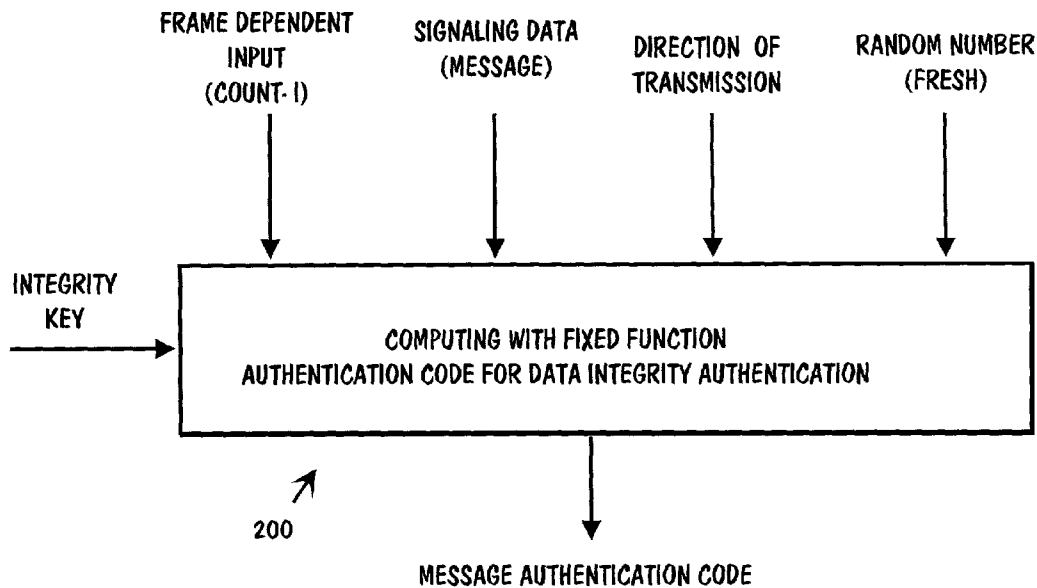 FRAME DEPENDENT
INPUT
(COUNT-I)
SIGNALING DATA
(MESSAGE)
DIRECTION OF
TRANSMISSION
RANDOM NUMBER
(FRESH)
INTEGRITY
KEY
COMPUTING WITH FIXED FUNCTION
AUTHENTICATION CODE FOR DATA INTEGRITY AUTHENTICATION
200
MESSAGE AUTHENTICATION CODE